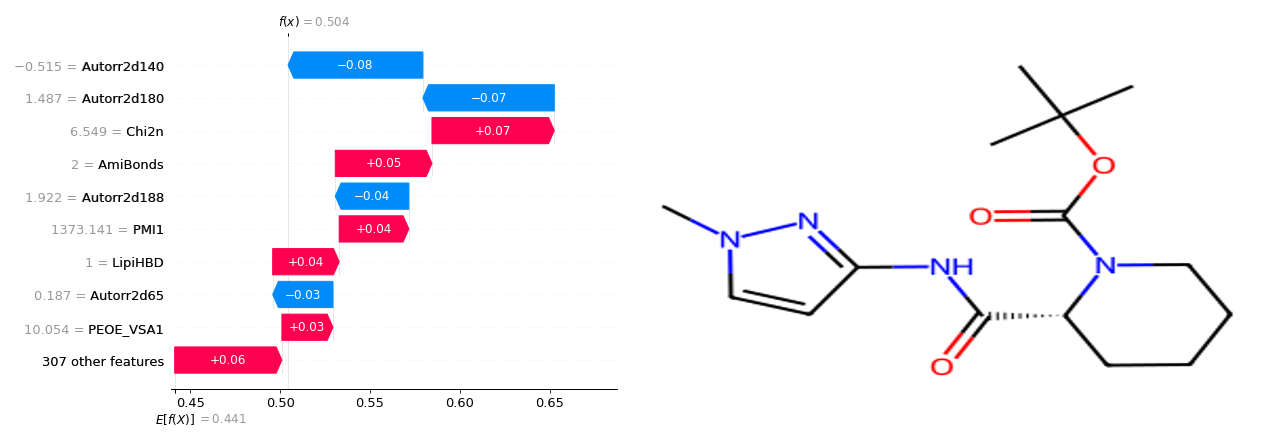 f(x) = 0.504
−0.515 = Autorr2d140 −0.08
1.487 = Autorr2d180 −0.07
6.549 = Chi2n +0.07
2 = AmiBonds +0.05
1.922 = Autorr2d188 −0.04
1373.141 = PMI1 +0.04
1 = LipiHBD +0.04
0.187 = Autorr2d65 −0.03
10.054 = PEOE_VSA1 +0.03
307 other features +0.06
0.45 0.50 0.55 0.60 0.65
E[f(X)] = 0.441
O
O
N
N
N
NH
O